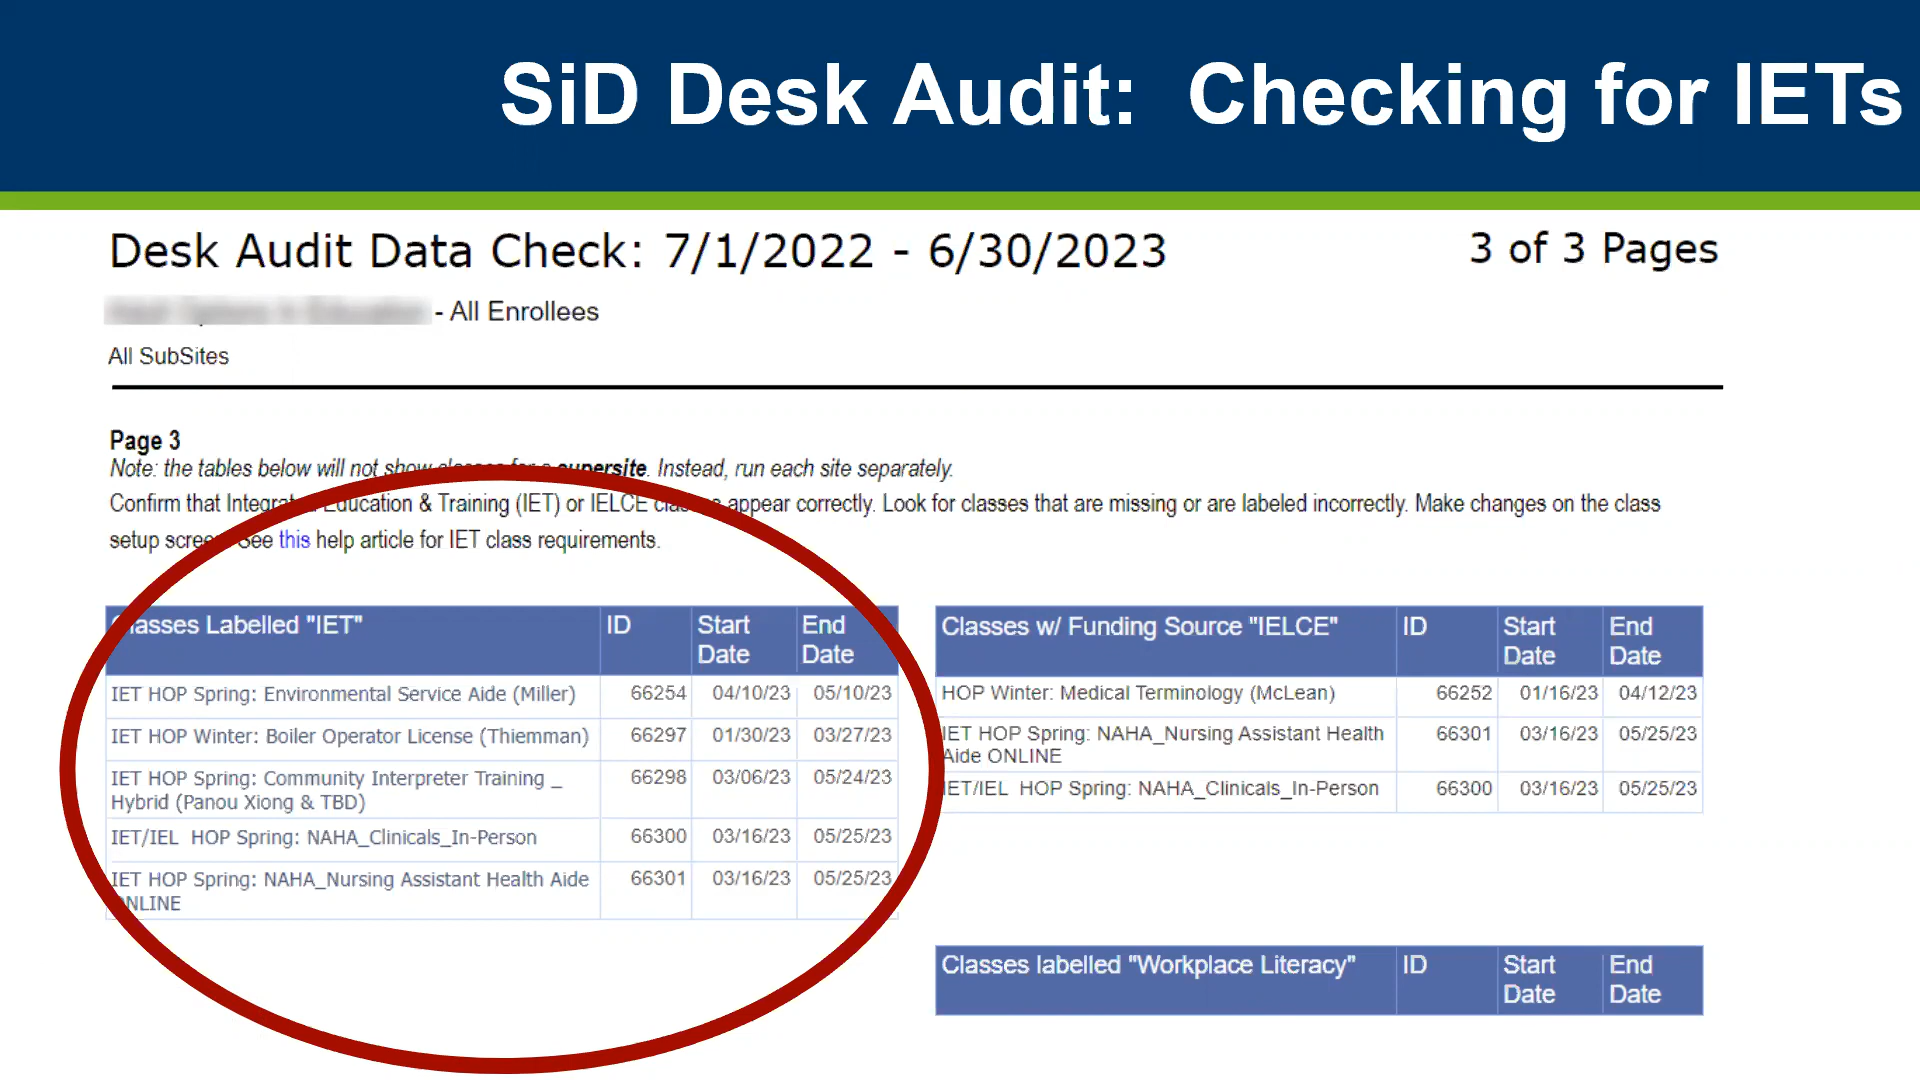 SiD Desk Audit:  Checking for IETs
Desk Audit Data Check: 7/1/2022 - 6/30/2023
3 of 3 Pages
- All Enrollees
All SubSites
Page 3
Note: the tables below will not show classes for a supersite. Instead, run each site separately.
Confirm that Integrated Education & Training (IET) or IELCE classes appear correctly. Look for classes that are missing or are labeled incorrectly. Make changes on the class
setup screen. See this help article for IET class requirements.
Classes Labelled "IET" ID Start Date End Date
IET HOP Spring: Environmental Service Aide (Miller) 66254 04/10/23 05/10/23
IET HOP Winter: Boiler Operator License (Thiemman) 66297 01/30/23 03/27/23
IET HOP Spring: Community Interpreter Training _ 66298 03/06/23 05/24/23
Hybrid (Panou Xiong & TBD)
IET/IEL  HOP Spring: NAHA_Clinicals_In-Person 66300 03/16/23 05/25/23
IET HOP Spring: NAHA_Nursing Assistant Health Aide 66301 03/16/23 05/25/23
ONLINE
Classes w/ Funding Source "IELCE" ID Start Date End Date
HOP Winter: Medical Terminology (McLean) 66252 01/16/23 04/12/23
IET HOP Spring: NAHA_Nursing Assistant Health 66301 03/16/23 05/25/23
Aide ONLINE
IET/IEL  HOP Spring: NAHA_Clinicals_In-Person 66300 03/16/23 05/25/23
Classes labelled "Workplace Literacy" ID Start Date End Date